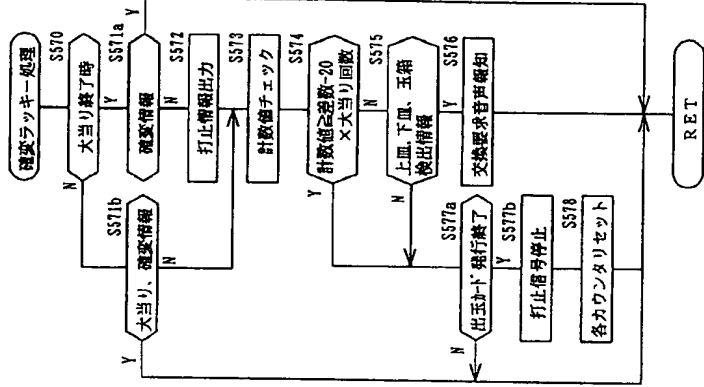 確変ラッキー処理
S570
大当り終了時
N
Y
S571a
確変情報
Y
N
S571b
大当り、確変情報
Y
N
S572
打止情報出力
S573
計数値チェック
S574
計数値≧差数-20
×大当り回数
Y
N
S575
上皿、下皿、玉箱
検出情報
N
Y
S576
交換要求音声報知
S577a
出玉カード発行終了
N
Y
S577b
打止信号停止
S578
各カウンタリセット
RET